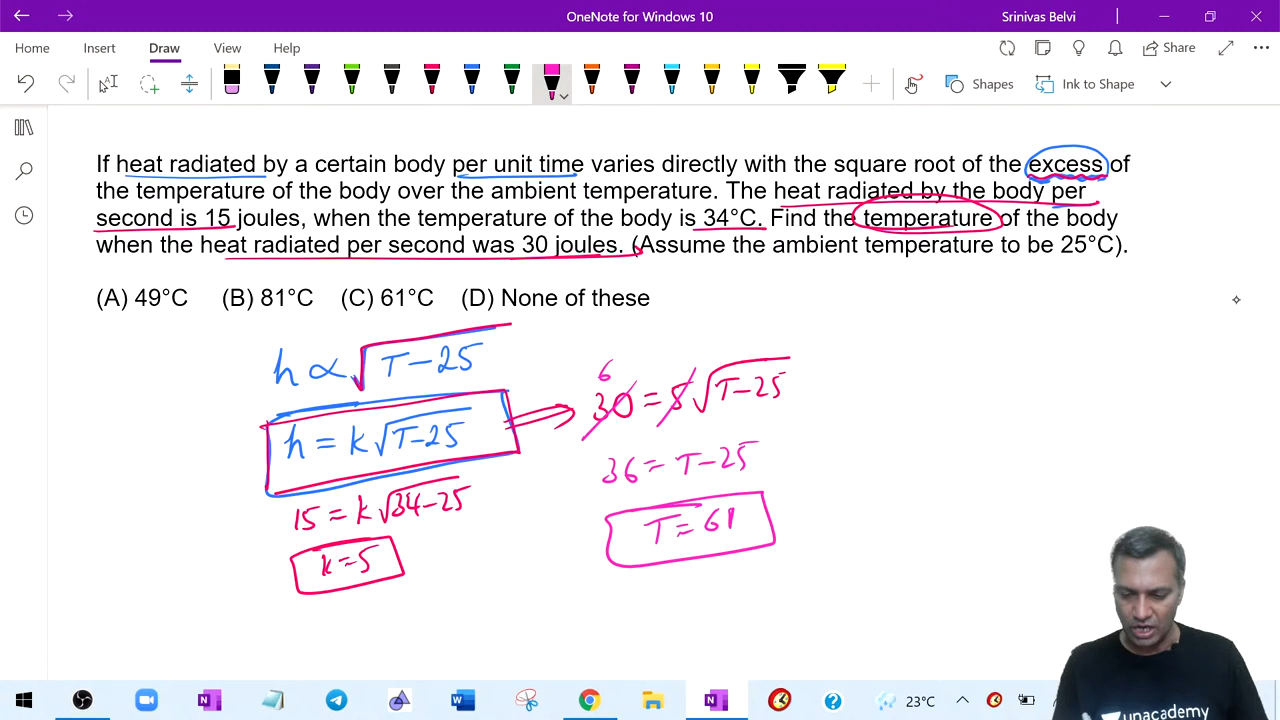 OneNote for Windows 10
Srinivas Belvi
Home Insert Draw View Help
Share
Shapes
Ink to Shape
If heat radiated by a certain body per unit time varies directly with the square root of the excess of
the temperature of the body over the ambient temperature. The heat radiated by the body per
second is 15 joules, when the temperature of the body is 34°C. Find the temperature of the body
when the heat radiated per second was 30 joules. (Assume the ambient temperature to be 25°C).
(A) 49°C (B) 81°C (C) 61°C (D) None of these
h ∝ √T-25
h = k√T-25
15 = k√34-25
k=5
6
30 = 5√T-25
36 = T-25
T = 61
unacademy
23°C